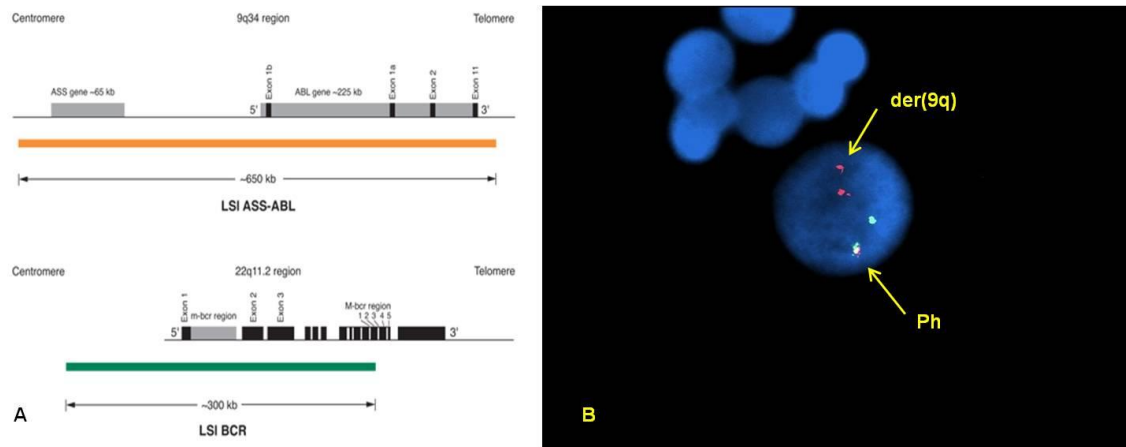 Centromere 9q34 region Telomere
ASS gene ~65 kb
5'
Exon 1b
ABL gene ~225 kb
Exon 1a
Exon 2
Exon 11
3'
~650 kb
LSI ASS-ABL
Centromere 22q11.2 region Telomere
5'
Exon 1
m-bcr region
Exon 2
Exon 3
M-bcr region
1 2 3 4 5
3'
~300 kb
LSI BCR
A
der(9q)
Ph
B